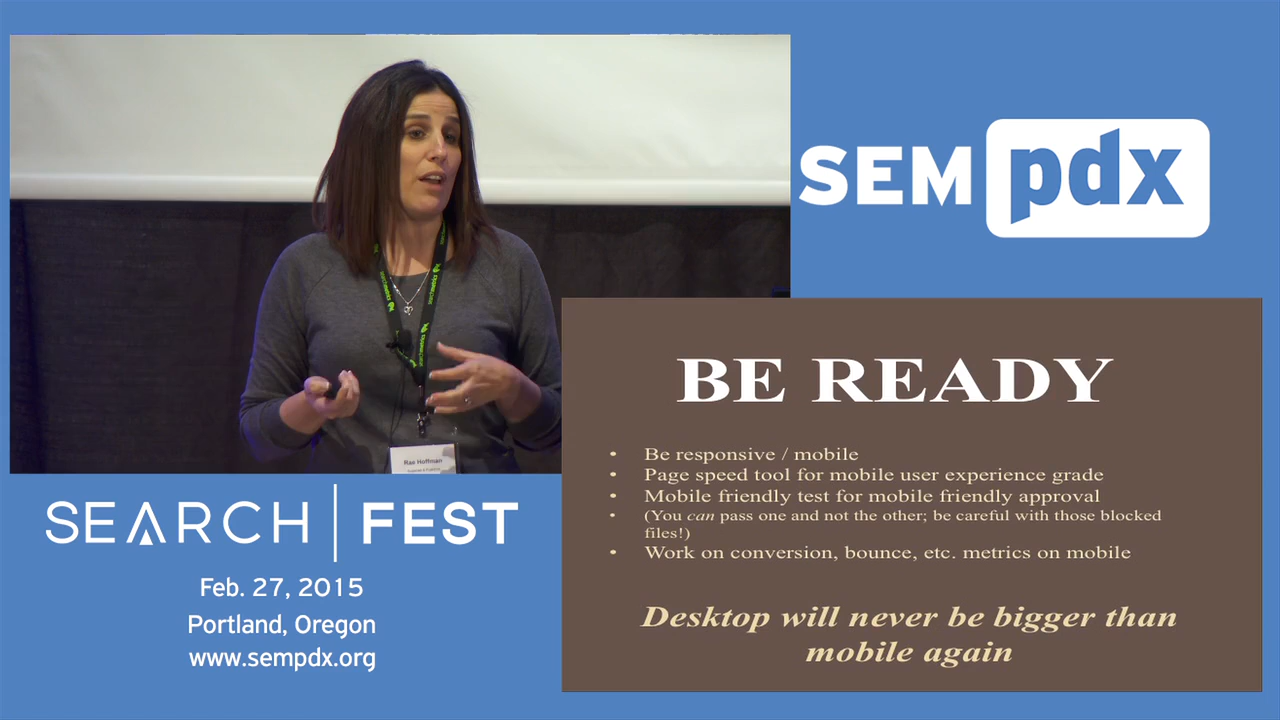 SEM pdx
searchmetrics
searchmetrics
Rae Hoffman
BE READY
• Be responsive / mobile
• Page speed tool for mobile user experience grade
• Mobile friendly test for mobile friendly approval
• (You can pass one and not the other; be careful with those blocked
files!)
• Work on conversion, bounce, etc. metrics on mobile
Desktop will never be bigger than
mobile again
SEARCH | FEST
Feb. 27, 2015
Portland, Oregon
www.sempdx.org